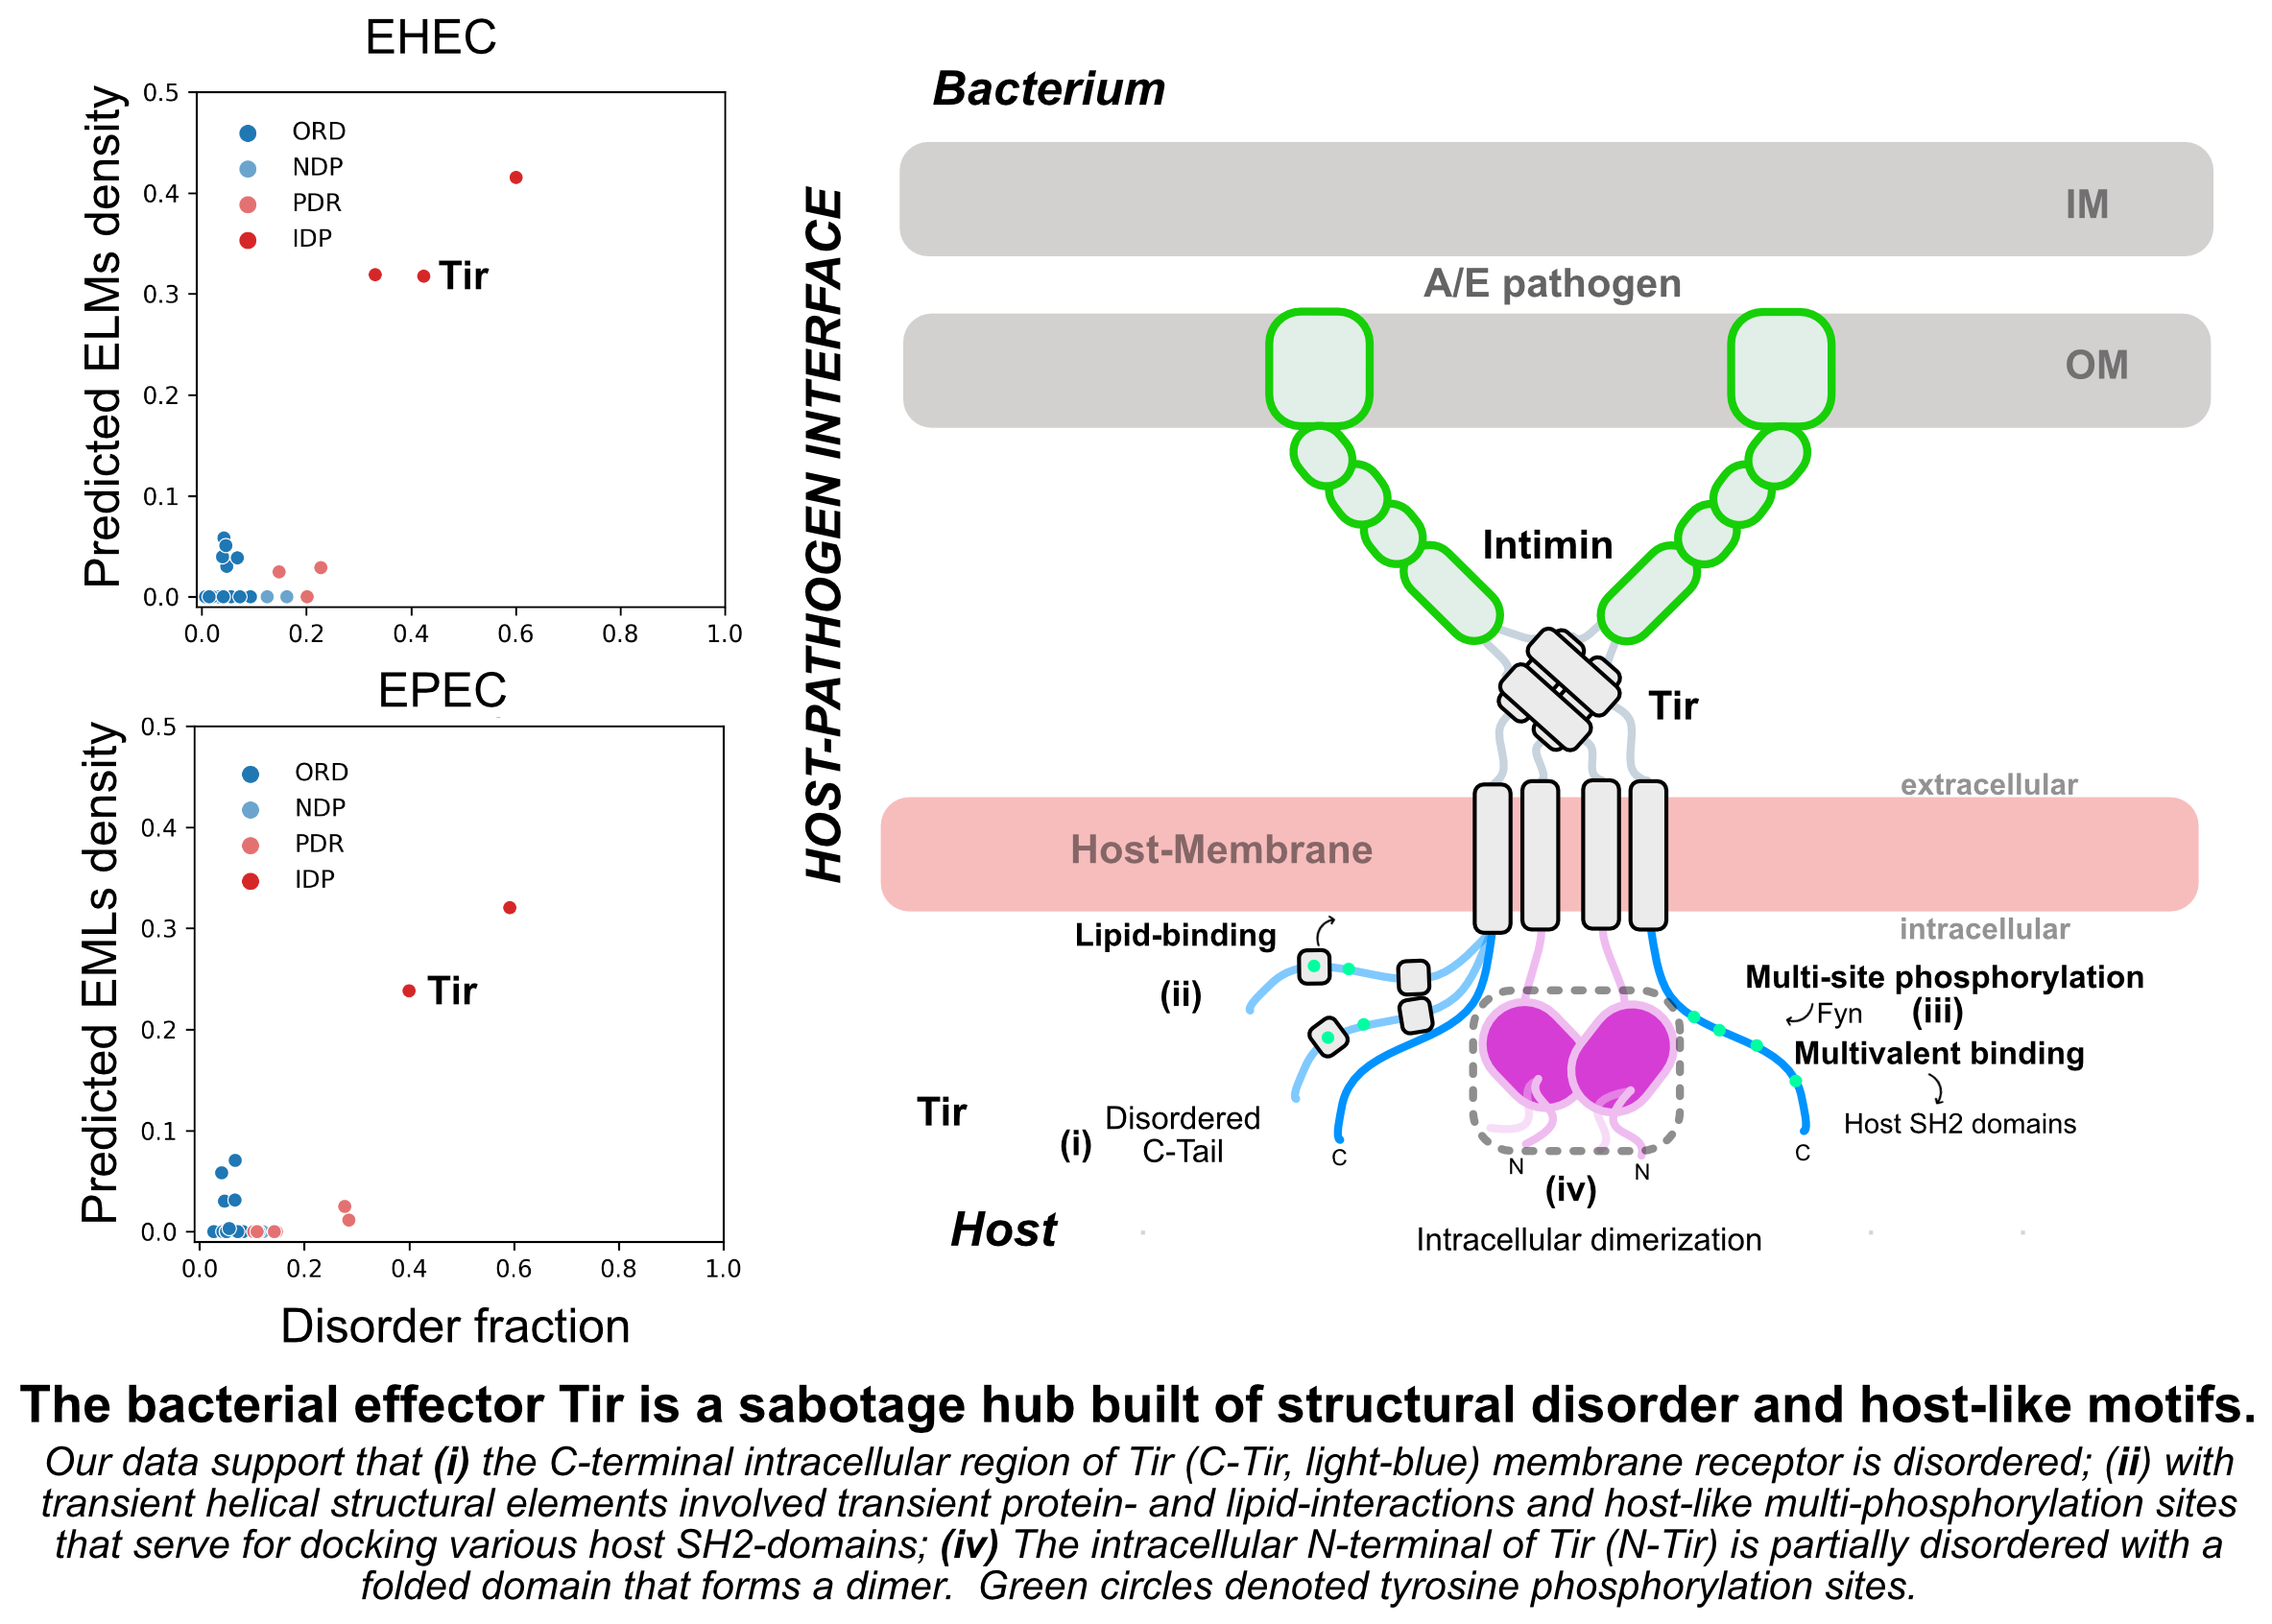 EHEC
Predicted ELMs density
0.5
0.4
0.3
0.2
0.1
0.0
ORD
NDP
PDR
IDP
Tir
0.0 0.2 0.4 0.6 0.8 1.0
EPEC
Predicted EMLs density
0.5
0.4
0.3
0.2
0.1
0.0
ORD
NDP
PDR
IDP
Tir
0.0 0.2 0.4 0.6 0.8 1.0
Disorder fraction
HOST-PATHOGEN INTERFACE
Bacterium
IM
A/E pathogen
OM
Intimin
Tir
extracellular
Host-Membrane
intracellular
Lipid-binding
(ii)
Multi-site phosphorylation
Fyn (iii)
Multivalent binding
Host SH2 domains
Tir
(i)
Disordered
C-Tail
C
N
N
C
(iv)
Intracellular dimerization
Host
The bacterial effector Tir is a sabotage hub built of structural disorder and host-like motifs.
Our data support that (i) the C-terminal intracellular region of Tir (C-Tir, light-blue) membrane receptor is disordered; (ii) with
transient helical structural elements involved transient protein- and lipid-interactions and host-like multi-phosphorylation sites
that serve for docking various host SH2-domains; (iv) The intracellular N-terminal of Tir (N-Tir) is partially disordered with a
folded domain that forms a dimer. Green circles denoted tyrosine phosphorylation sites.